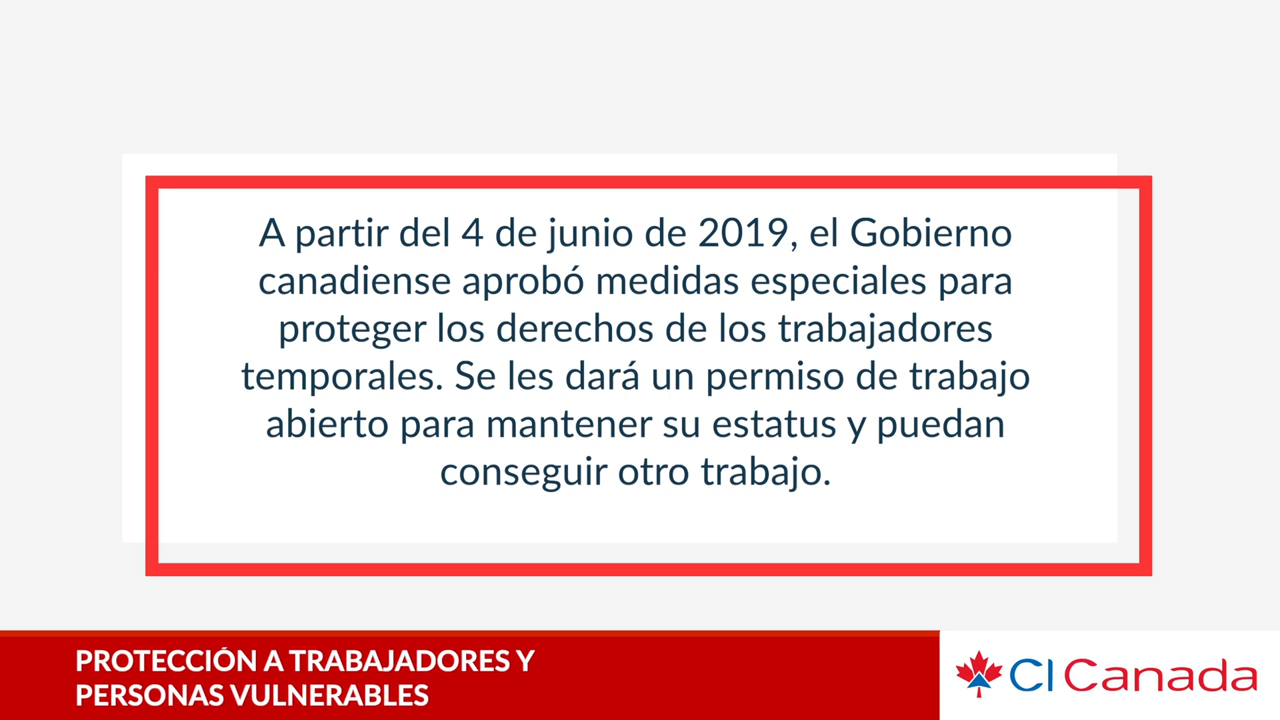 A partir del 4 de junio de 2019, el Gobierno
canadiense aprobó medidas especiales para
proteger los derechos de los trabajadores
temporales. Se les dará un permiso de trabajo
abierto para mantener su estatus y puedan
conseguir otro trabajo.
PROTECCIÓN A TRABAJADORES Y
PERSONAS VULNERABLES
CI Canada